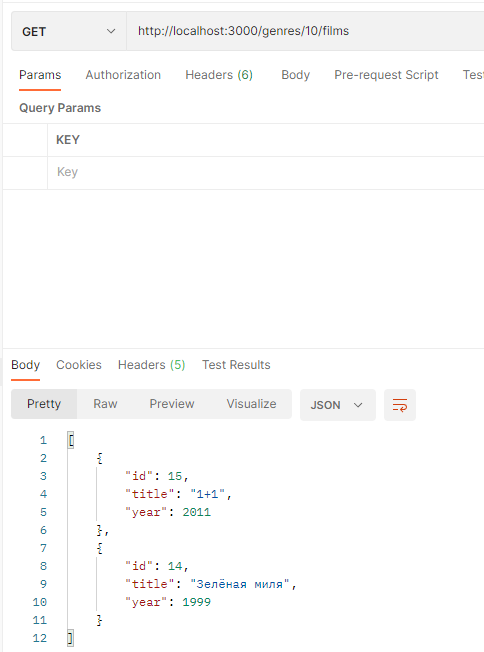 GET http://localhost:3000/genres/10/films
Params Authorization Headers (6) Body Pre-request Script Test
Query Params
KEY
Key
Body Cookies Headers (5) Test Results
Pretty Raw Preview Visualize JSON
1 [
2 {
3 "id": 15,
4 "title": "1+1",
5 "year": 2011
6 },
7 {
8 "id": 14,
9 "title": "Зелёная миля",
10 "year": 1999
11 }
12 ]